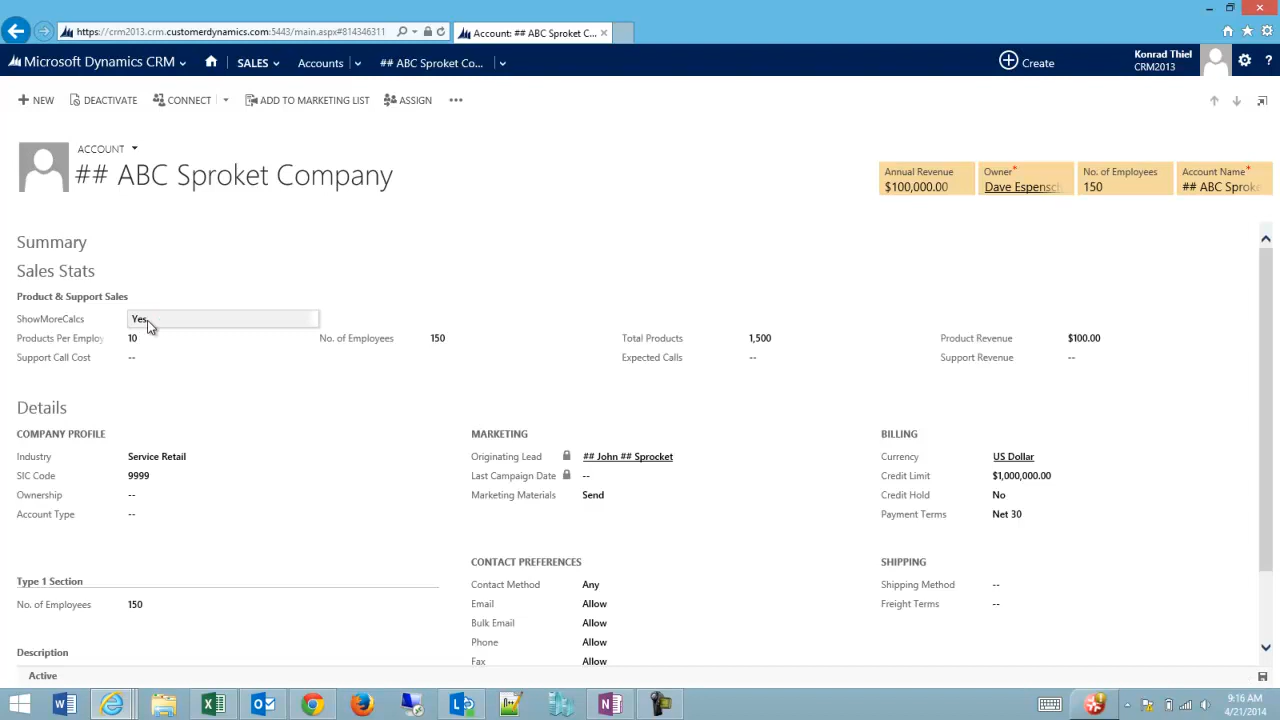 https://crm2013.crm.customerdynamics.com:5443/main.aspx#814346311
Account: ## ABC Sproket C...
Microsoft Dynamics CRM
SALES
Accounts
## ABC Sproket Co...
Create
Konrad Thiel
CRM2013
?
NEW
DEACTIVATE
CONNECT
ADD TO MARKETING LIST
ASSIGN
•••
ACCOUNT
## ABC Sproket Company
Annual Revenue
$100,000.00
Owner*
Dave Espensch
No. of Employees
150
Account Name*
## ABC Sproke
Summary
Sales Stats
Product & Support Sales
ShowMoreCalcs Yes
Products Per Employ 10 No. of Employees 150 Total Products 1,500 Product Revenue $100.00
Support Call Cost -- Expected Calls -- Support Revenue --
Details
COMPANY PROFILE
Industry Service Retail
SIC Code 9999
Ownership --
Account Type --
Type 1 Section
No. of Employees 150
Description
MARKETING
Originating Lead ## John ## Sprocket
Last Campaign Date --
Marketing Materials Send
CONTACT PREFERENCES
Contact Method Any
Email Allow
Bulk Email Allow
Phone Allow
Fax Allow
BILLING
Currency US Dollar
Credit Limit $1,000,000.00
Credit Hold No
Payment Terms Net 30
SHIPPING
Shipping Method --
Freight Terms --
Active
9:16 AM
4/21/2014